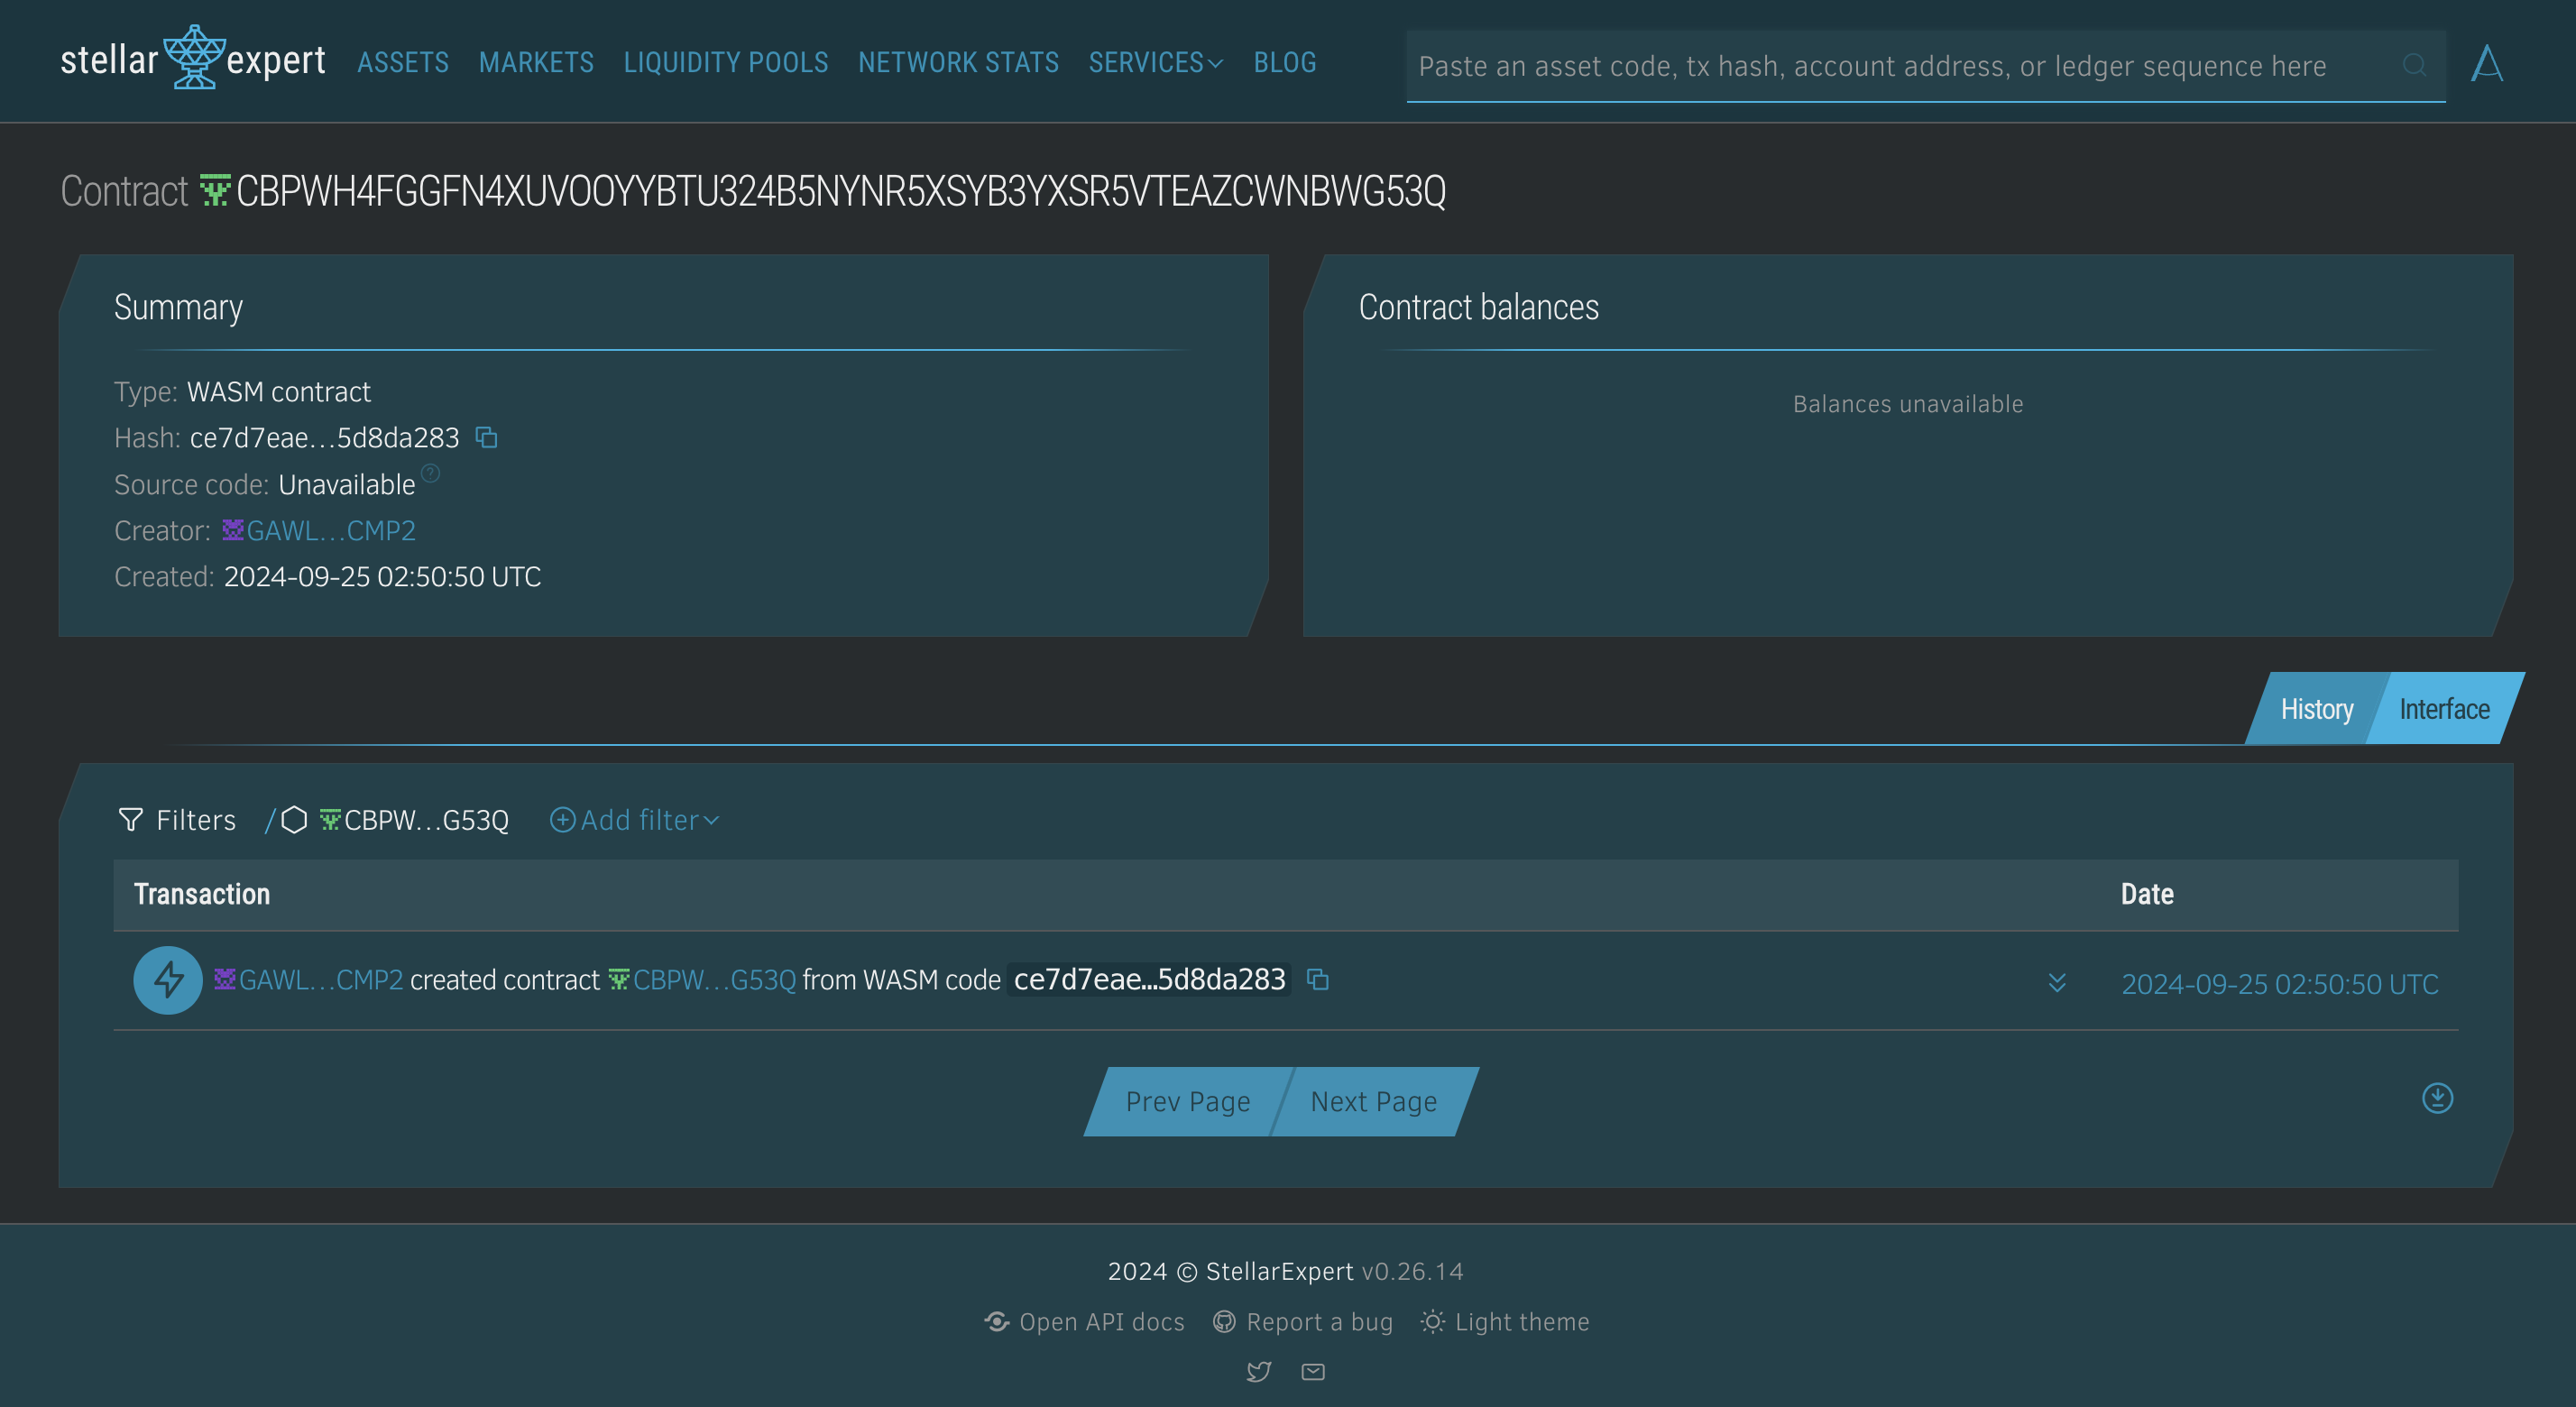 stellar expert ASSETS MARKETS LIQUIDITY POOLS NETWORK STATS SERVICES BLOG Paste an asset code, tx hash, account address, or ledger sequence here
Contract CBPWH4FGGFN4XUVOOYYBTU324B5NYNR5XSYB3YXSR5VTEAZCWNBWG53Q
Summary
Type: WASM contract
Hash: ce7d7eae...5d8da283
Source code: Unavailable
Creator: GAWL...CMP2
Created: 2024-09-25 02:50:50 UTC
Contract balances
Balances unavailable
History Interface
Filters / CBPW...G53Q Add filter
Transaction Date
GAWL...CMP2 created contract CBPW...G53Q from WASM code ce7d7eae...5d8da283 2024-09-25 02:50:50 UTC
Prev Page Next Page
2024 © StellarExpert v0.26.14
Open API docs Report a bug Light theme